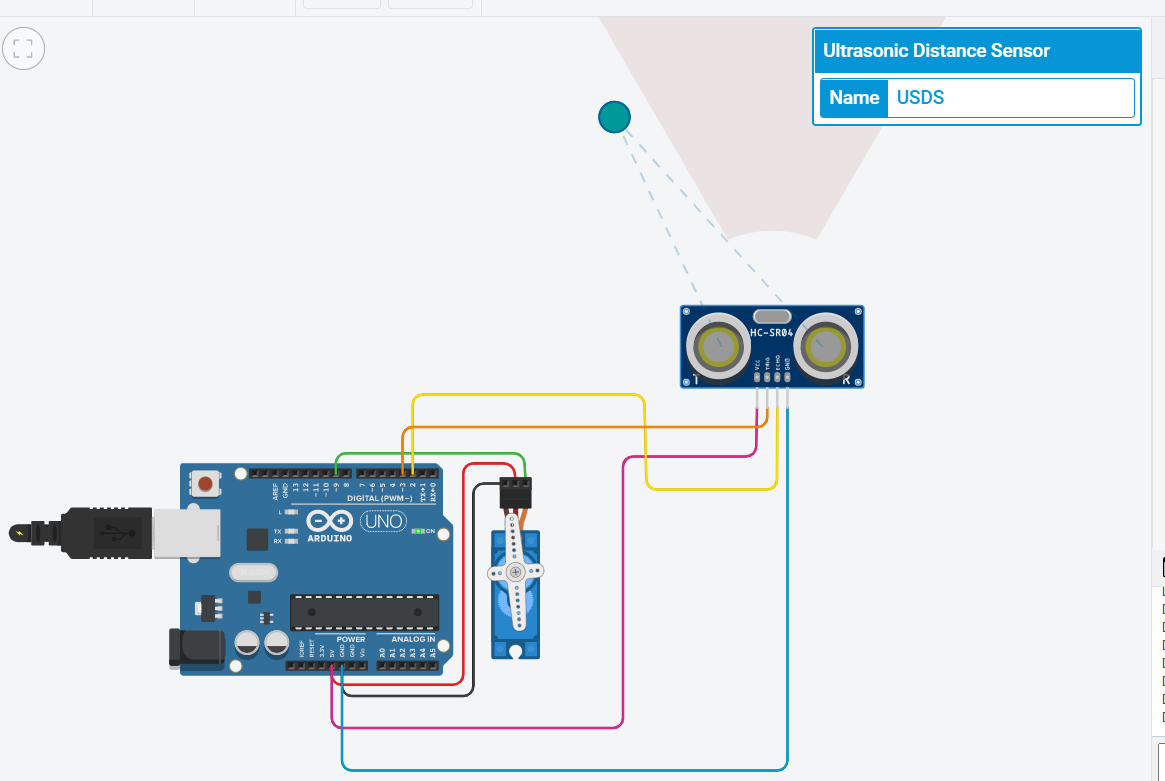 Ultrasonic Distance Sensor
Name USDS
HC-SR04
VCC
TRIG
ECHO
GND
T
R
AREF
GND
13
12
~11
~10
~9
8
7
~6
~5
4
~3
2
TX→1
RX←0
DIGITAL (PWM~)
L
TX
RX
UNO
ON
ARDUINO
POWER
ANALOG IN
IOREF
RESET
3.3V
5V
GND
GND
Vin
A0
A1
A2
A3
A4
A5